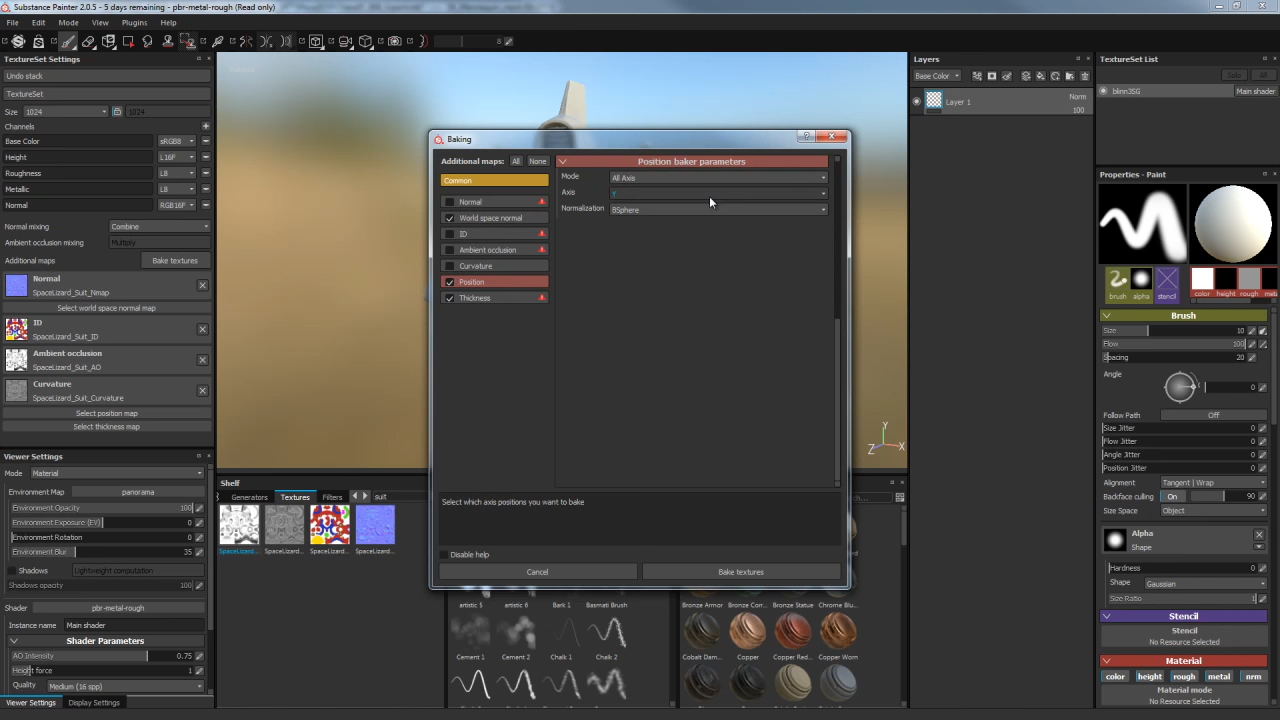 Substance Painter 2.0.5 - 5 days remaining - pbr-metal-rough (Read only)
File Edit Mode View Plugins Help
8
TextureSet Settings
Undo stack
TextureSet
Size 1024 1024
Channels
Base Color sRGB8
Height L16F
Roughness L8
Metallic L8
Normal RGB16F
Normal mixing Combine
Ambient occlusion mixing Multiply
Additional maps Bake textures
Normal
SpaceLizard_Suit_Nmap
Select world space normal map
ID
SpaceLizard_Suit_ID
Ambient occlusion
SpaceLizard_Suit_AO
Curvature
SpaceLizard_Suit_Curvature
Select position map
Select thickness map
Viewer Settings
Mode Material
Environment Map panorama
Environment Opacity 100
Environment Exposure (EV) 0
Environment Rotation 0
Environment Blur 35
Shadows Lightweight computation
Shadows opacity 100
Shader pbr-metal-rough
Instance name Main shader
Shader Parameters
AO Intensity 0.75
Height force 1
Quality Medium (16 spp)
Viewer Settings Display Settings
Baking
Additional maps: All None
Common
Normal
World space normal
ID
Ambient occlusion
Curvature
Position
Thickness
Position baker parameters
Mode All Axis
Axis Y
Normalization BSphere
Select which axis positions you want to bake
Disable help
Cancel Bake textures
Y
Z X
Shelf
Generators Textures Filters suit
SpaceLizard... SpaceLizard... SpaceLizard... SpaceLizard...
artistic 5 artistic 6 Bark 1 Basmati Brush
Cement 1 Cement 2 Chalk 1 Chalk 2
Bronze Armor Bronze Cor... Bronze Statue Chrome Blu...
Cobalt Dam... Copper Copper Red... Copper Worn
Layers
Base Color
Layer 1 Norm
100
TextureSet List
Solo All
blinn3SG Main shader
Properties - Paint
brush alpha stencil color height rough meta
Brush
Size 10
Flow 100
Spacing 20
Angle 0
Follow Path Off
Size Jitter 0
Flow Jitter 0
Angle Jitter 0
Position Jitter 0
Alignment Tangent | Wrap
Backface culling On 90
Size Space Object
Alpha
Shape
Hardness 0
Shape Gaussian
Size Ratio 1
Stencil
Stencil
No Resource Selected
Material
color height rough metal nrm
Material mode
No Resource Selected